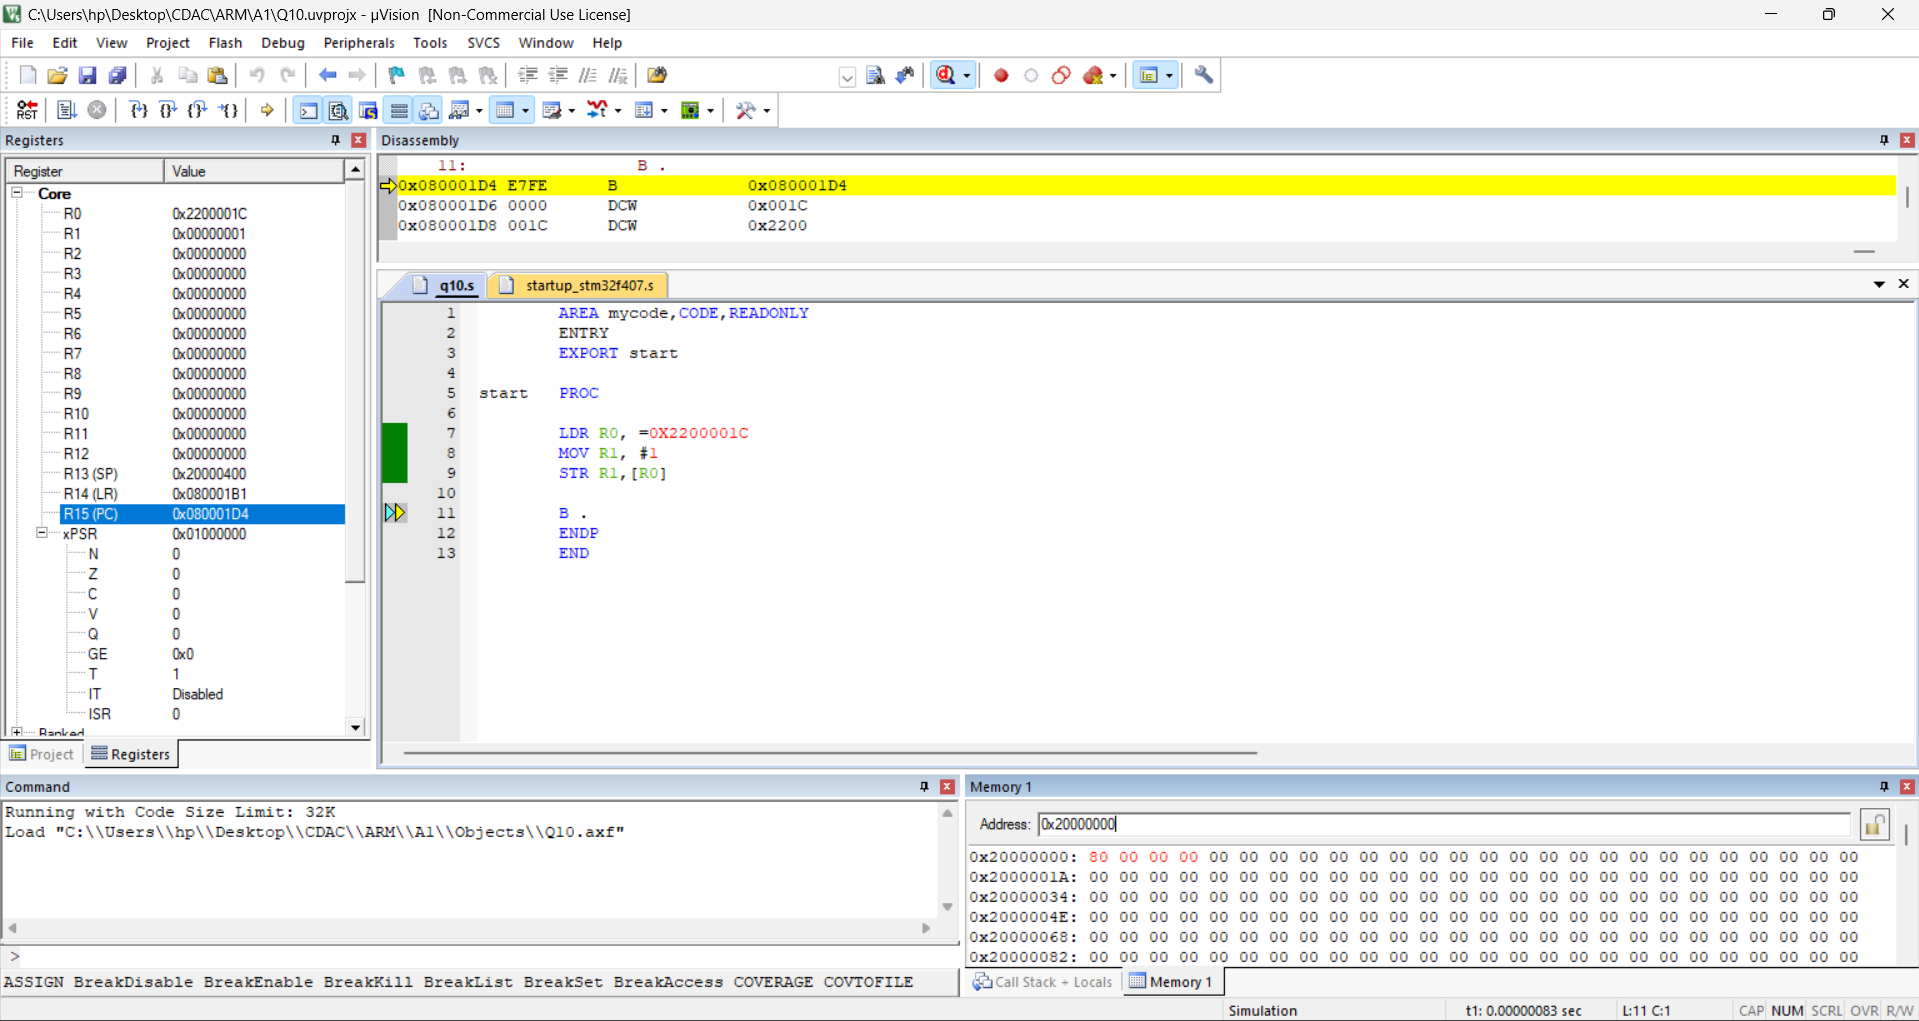 C:\Users\hp\Desktop\CDAC\ARM\A1\Q10.uvprojx - µVision [Non-Commercial Use License]
File Edit View Project Flash Debug Peripherals Tools SVCS Window Help
RST
Registers
Register Value
Core
R0 0x2200001C
R1 0x00000001
R2 0x00000000
R3 0x00000000
R4 0x00000000
R5 0x00000000
R6 0x00000000
R7 0x00000000
R8 0x00000000
R9 0x00000000
R10 0x00000000
R11 0x00000000
R12 0x00000000
R13 (SP) 0x20000400
R14 (LR) 0x080001B1
R15 (PC) 0x080001D4
xPSR 0x01000000
N 0
Z 0
C 0
V 0
Q 0
GE 0x0
T 1
IT Disabled
ISR 0
Banked
Project Registers
Disassembly
11: B .
0x080001D4 E7FE B 0x080001D4
0x080001D6 0000 DCW 0x001C
0x080001D8 001C DCW 0x2200
q10.s startup_stm32f407.s
1 AREA mycode,CODE,READONLY
2 ENTRY
3 EXPORT start
4
5 start PROC
6
7 LDR R0, =0X2200001C
8 MOV R1, #1
9 STR R1,[R0]
10
11 B .
12 ENDP
13 END
Command
Running with Code Size Limit: 32K
Load "C:\\Users\\hp\\Desktop\\CDAC\\ARM\\A1\\Objects\\Q10.axf"
>
ASSIGN BreakDisable BreakEnable BreakKill BreakList BreakSet BreakAccess COVERAGE COVTOFILE
Memory 1
Address: 0x20000000
0x20000000: 80 00 00 00 00 00 00 00 00 00 00 00 00 00 00 00 00 00 00 00 00 00 00 00 00 00
0x2000001A: 00 00 00 00 00 00 00 00 00 00 00 00 00 00 00 00 00 00 00 00 00 00 00 00 00 00
0x20000034: 00 00 00 00 00 00 00 00 00 00 00 00 00 00 00 00 00 00 00 00 00 00 00 00 00 00
0x2000004E: 00 00 00 00 00 00 00 00 00 00 00 00 00 00 00 00 00 00 00 00 00 00 00 00 00 00
0x20000068: 00 00 00 00 00 00 00 00 00 00 00 00 00 00 00 00 00 00 00 00 00 00 00 00 00 00
0x20000082: 00 00 00 00 00 00 00 00 00 00 00 00 00 00 00 00 00 00 00 00 00 00 00 00 00 00
Call Stack + Locals Memory 1
Simulation t1: 0.00000083 sec L:11 C:1 CAP NUM SCRL OVR R/W